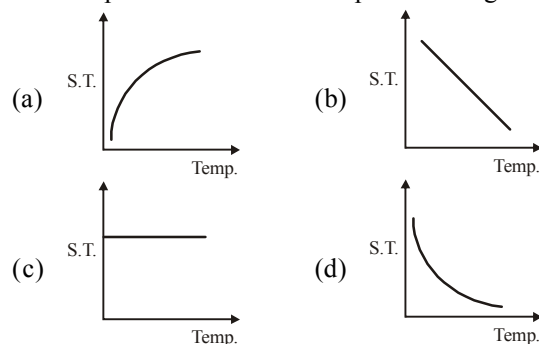 (a) S.T. Temp.
(b) S.T. Temp.
(c) S.T. Temp.
(d) S.T. Temp.